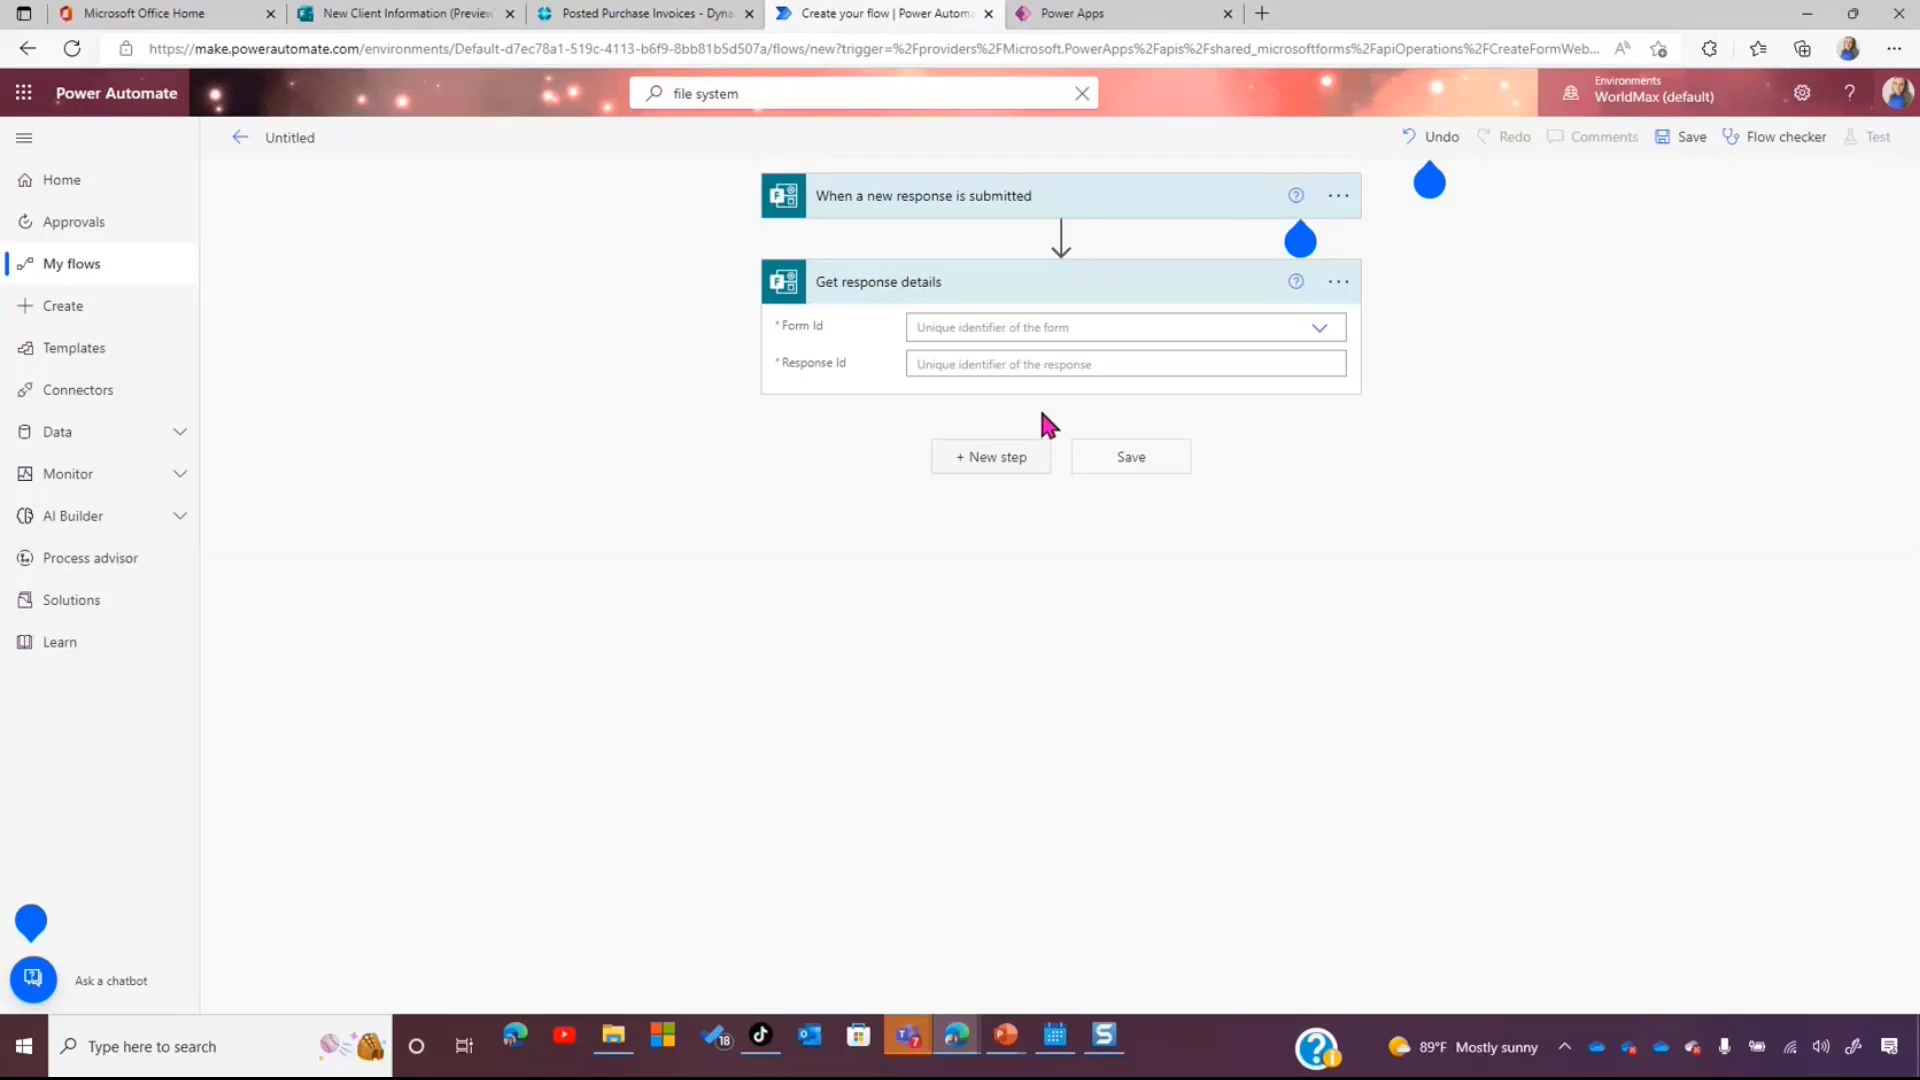 Microsoft Office Home
New Client Information (Preview
Posted Purchase Invoices - Dyna
Create your flow | Power Automa
Power Apps
https://make.powerautomate.com/environments/Default-d7ec78a1-519c-4113-b6f9-8bb81b5d507a/flows/new?trigger=%2Fproviders%2FMicrosoft.PowerApps%2Fapis%2Fshared_microsoftforms%2FapiOperations%2FCreateFormWeb...
Power Automate
file system
Environments
WorldMax (default)
Untitled
Undo
Redo
Comments
Save
Flow checker
Test
Home
Approvals
My flows
Create
Templates
Connectors
Data
Monitor
AI Builder
Process advisor
Solutions
Learn
When a new response is submitted
Get response details
* Form Id
Unique identifier of the form
* Response Id
Unique identifier of the response
+ New step
Save
Ask a chatbot
Type here to search
18
7
89°F Mostly sunny